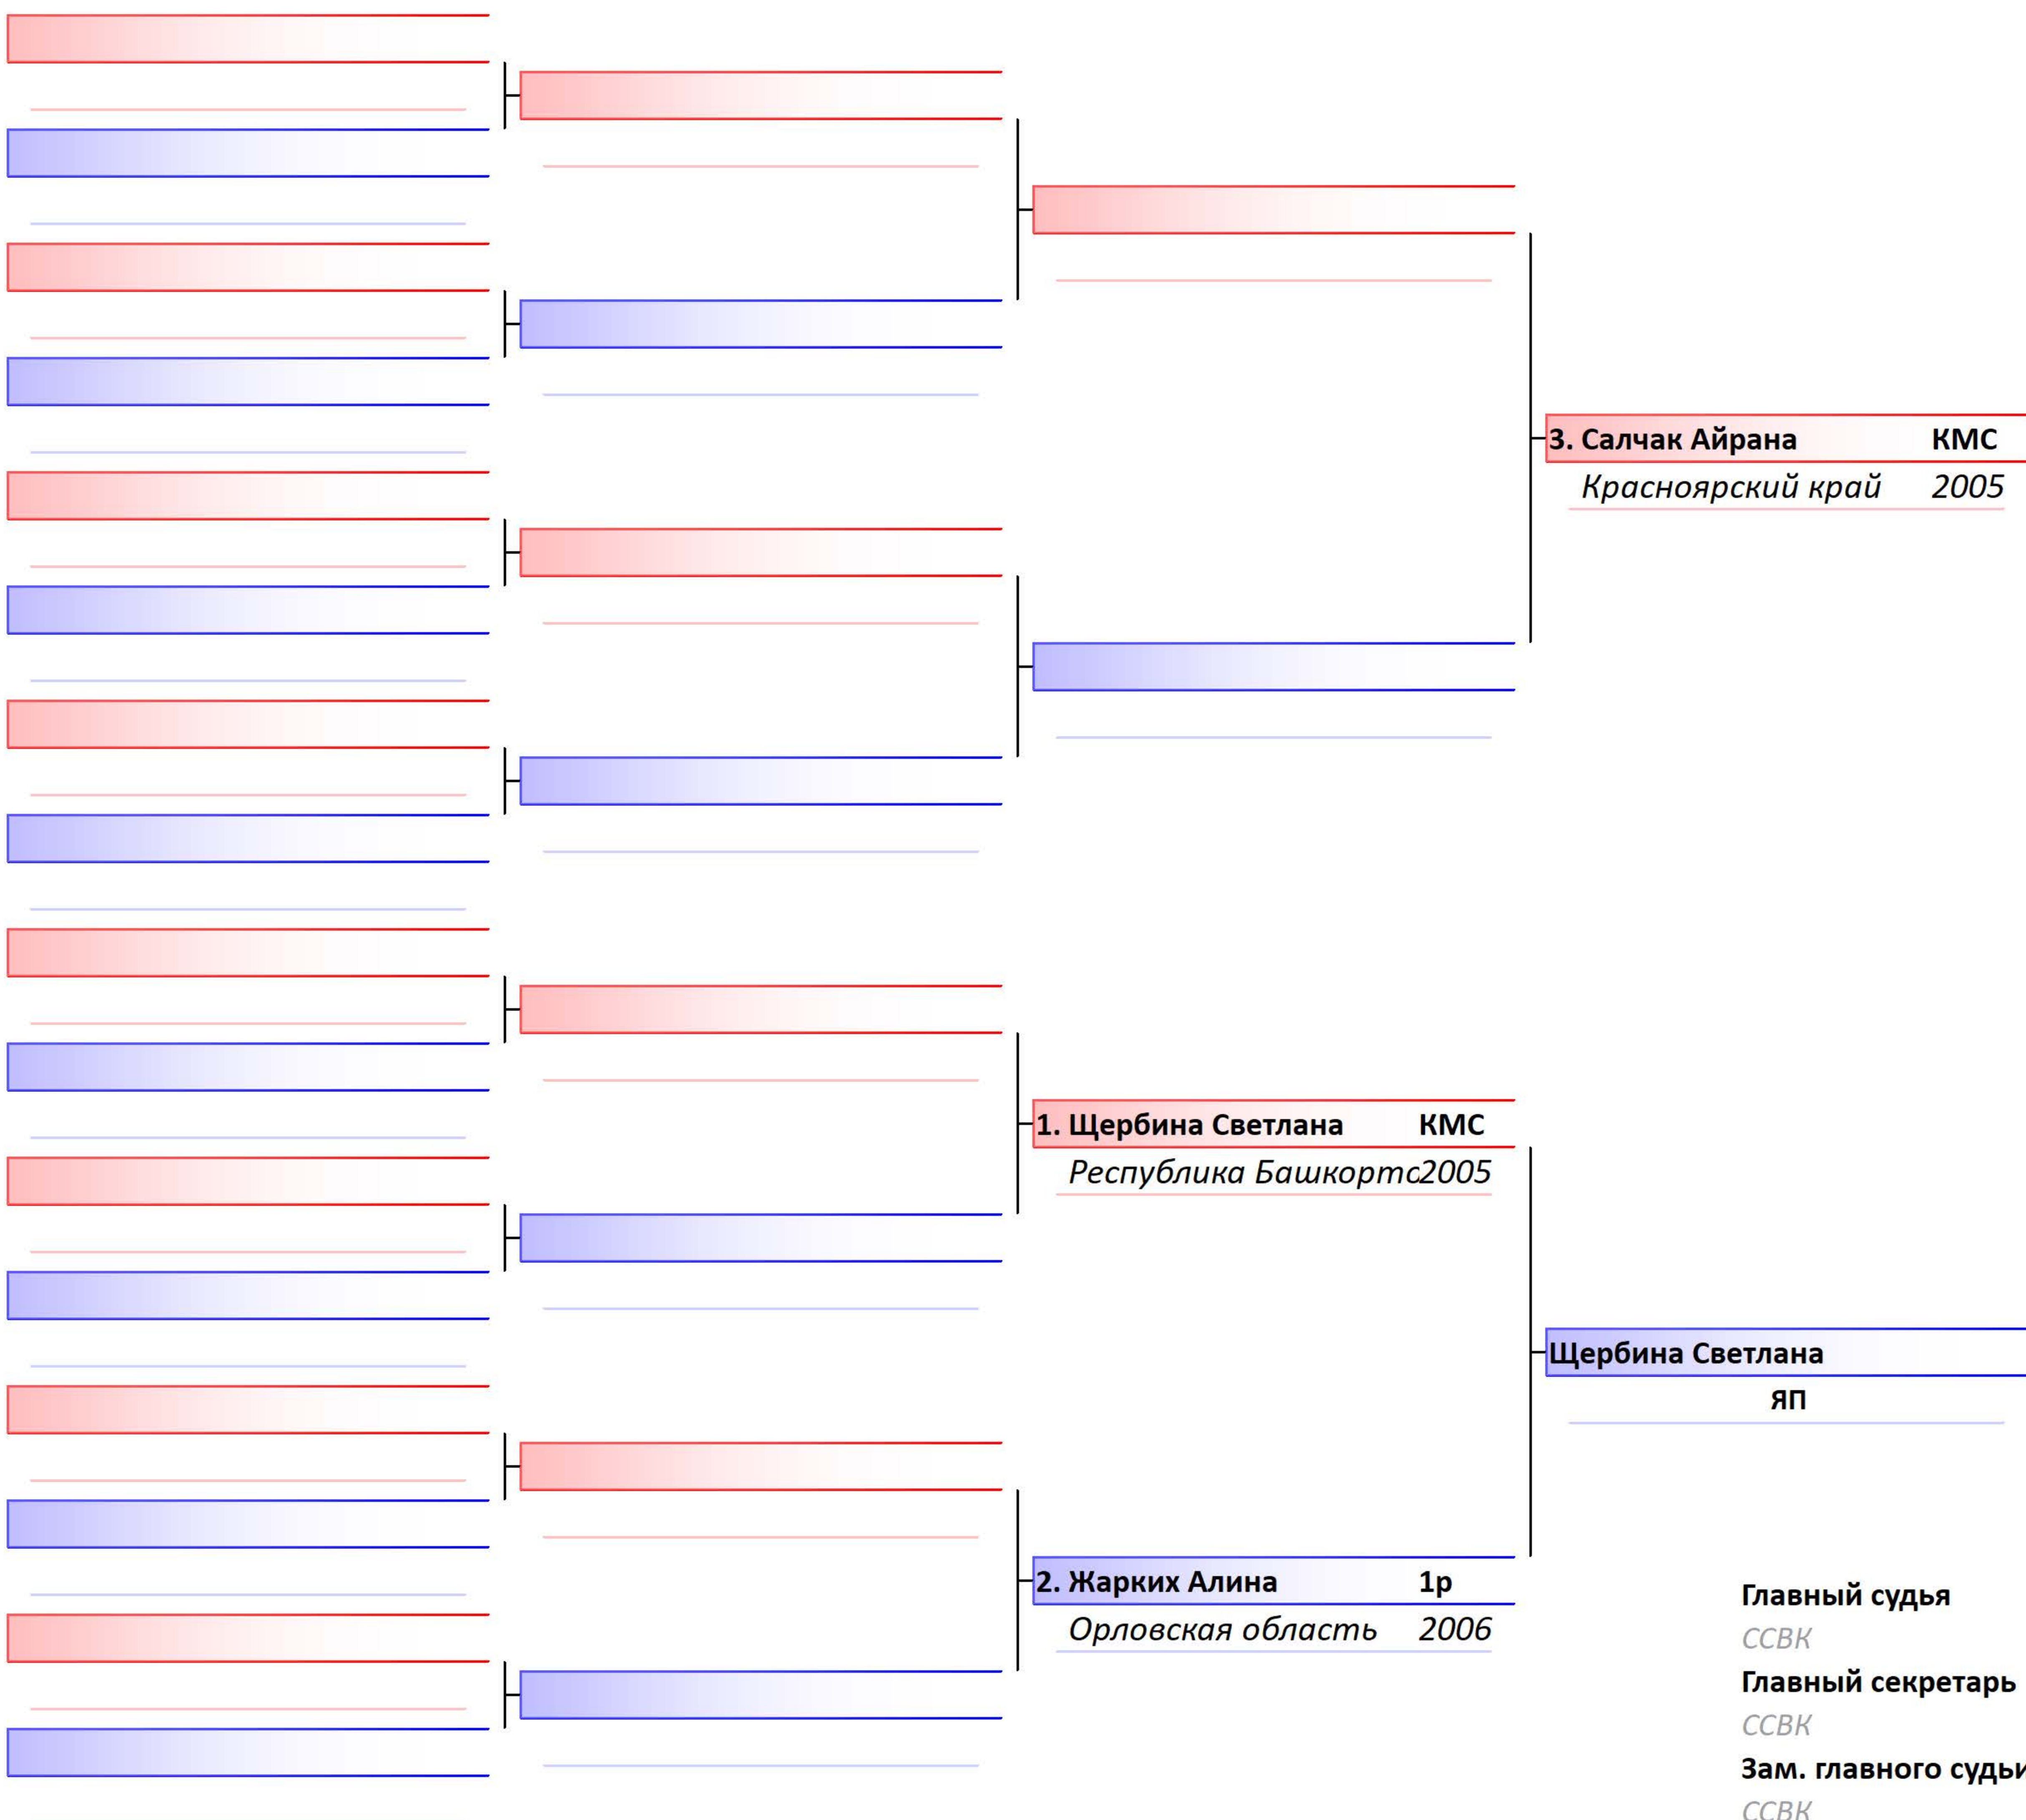 3. Салчак Айрана КМС
Красноярский край 2005
1. Щербина Светлана КМС
Республика Башкорто2005
Щербина Светлана
ЯП
2. Жарких Алина 1р
Орловская область 2006
Главный судья
ССВК
Главный секретарь
ССВК
Зам. главного судьи
ССВК